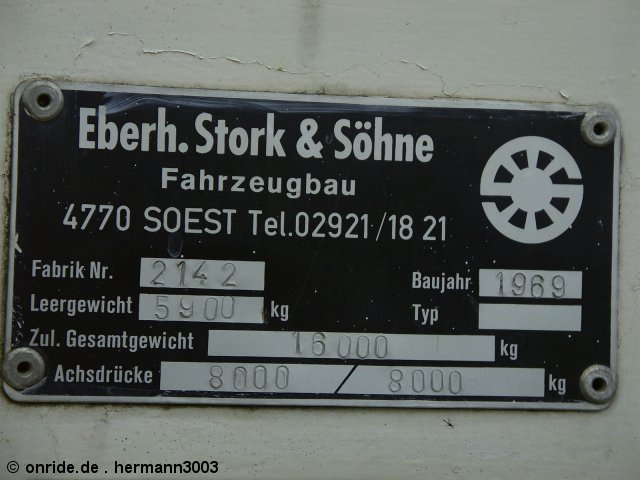 Eberh. Stork & Söhne
Fahrzeugbau
4770 SOEST Tel.02921/18 21
Fabrik Nr. 2142 Baujahr 1969
Leergewicht 5900 kg Typ
Zul. Gesamtgewicht 16000 kg
Achsdrücke 8000 / 8000 kg
© onride.de . hermann3003